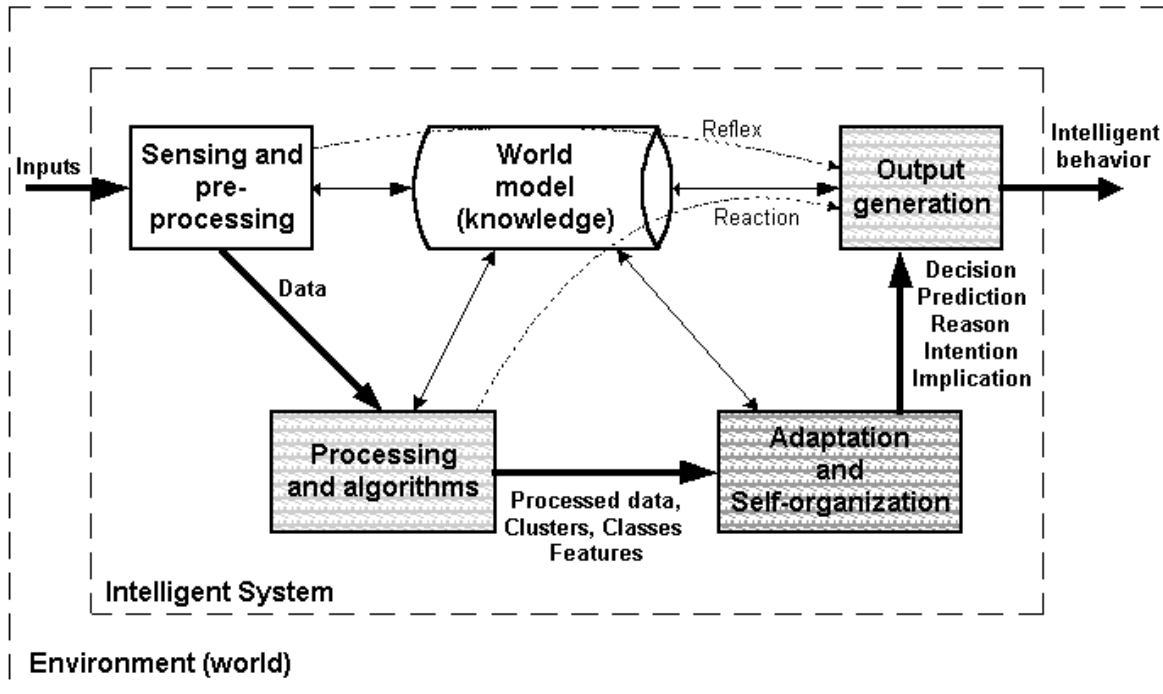 Inputs
Sensing and
pre-
processing
World
model
(knowledge)
Reflex
Reaction
Output
generation
Intelligent
behavior
Data
Decision
Prediction
Reason
Intention
Implication
Processing
and algorithms
Processed data,
Clusters, Classes
Features
Adaptation
and
Self-organization
Intelligent System
Environment (world)